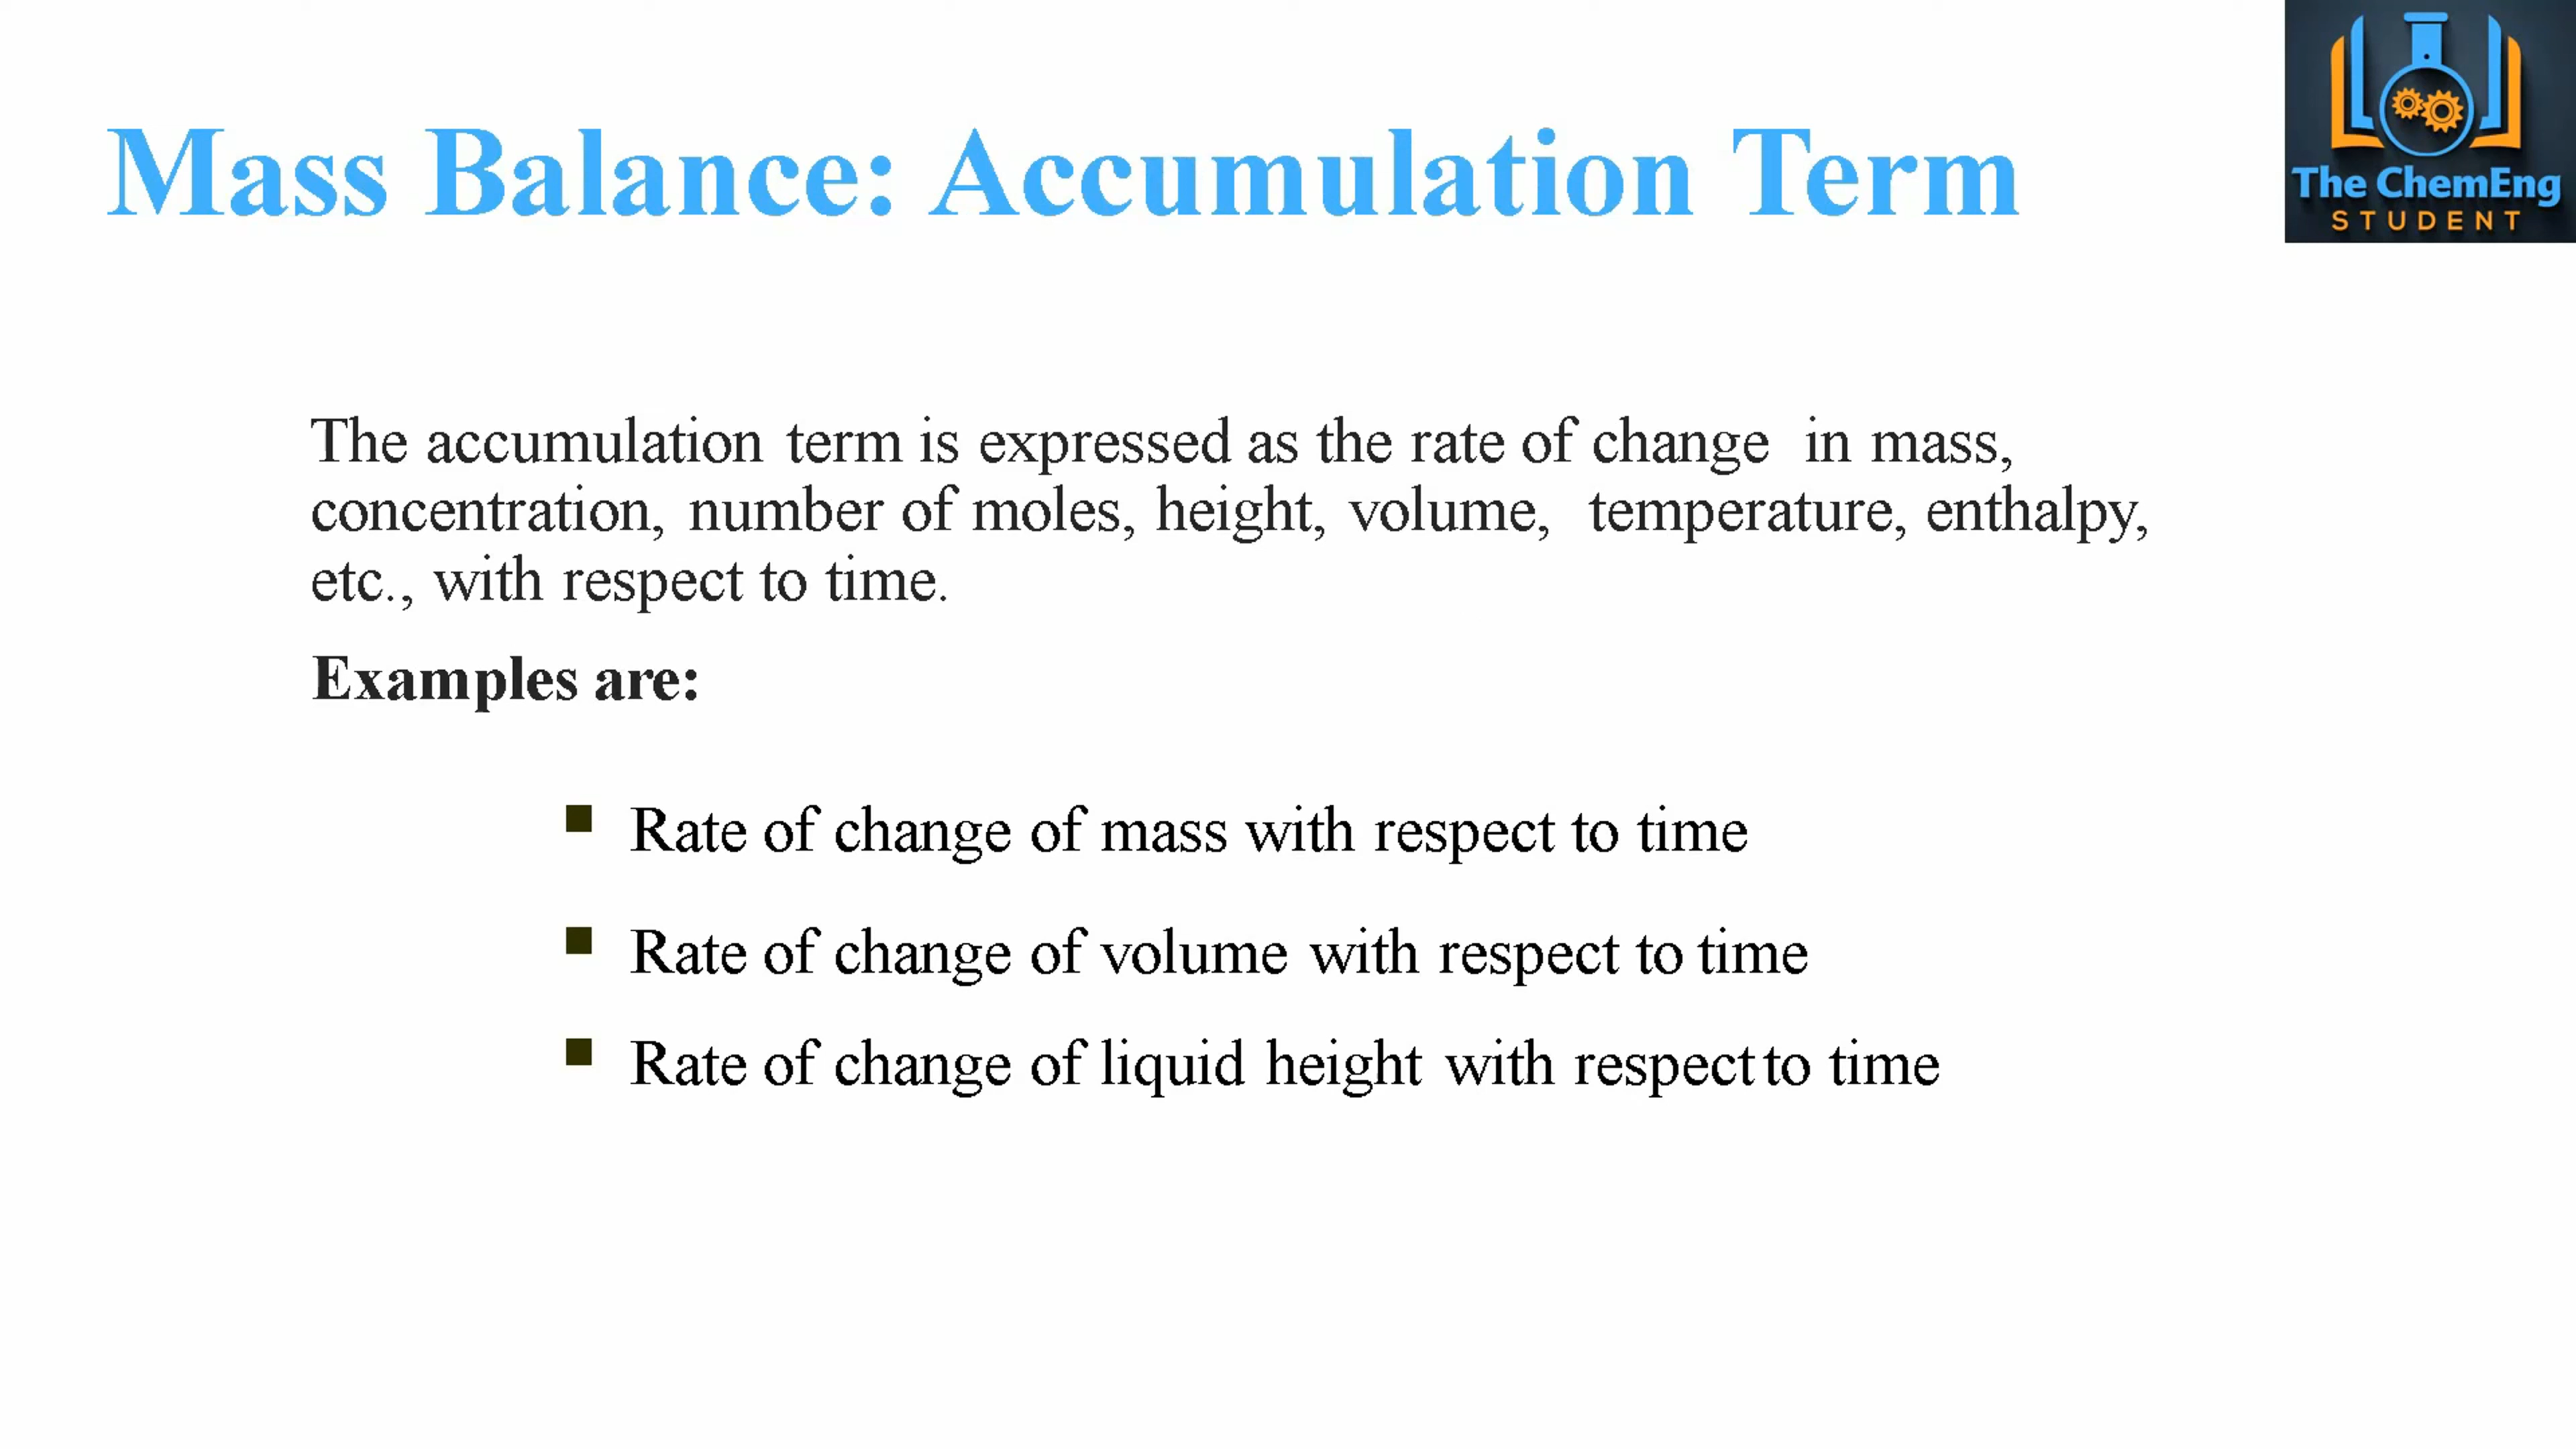 Mass Balance: Accumulation Term
The ChemEng
STUDENT
The accumulation term is expressed as the rate of change in mass,
concentration, number of moles, height, volume, temperature, enthalpy,
etc., with respect to time.
Examples are:
▪ Rate of change of mass with respect to time
▪ Rate of change of volume with respect to time
▪ Rate of change of liquid height with respect to time